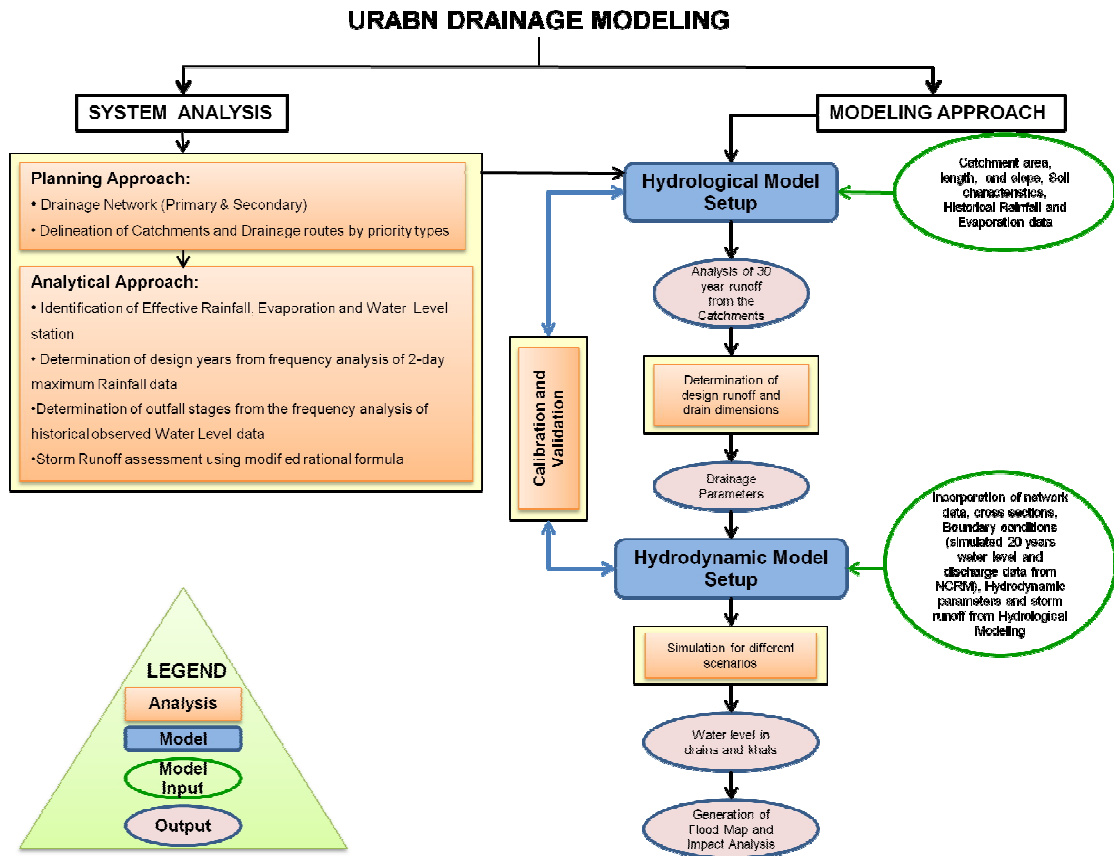 URABN DRAINAGE MODELING
SYSTEM ANALYSIS
MODELING APPROACH
Planning Approach:
• Drainage Network (Primary & Secondary)
• Delineation of Catchments and Drainage routes by priority types
Analytical Approach:
• Identification of Effective Rainfall, Evaporation and Water Level
station
• Determination of design years from frequency analysis of 2-day
maximum Rainfall data
•Determination of outfall stages from the frequency analysis of
historical observed Water Level data
• Storm Runoff assessment using modified rational formula
Hydrological Model
Setup
Catchment area,
length, and slope, Soil
characteristics,
Historical Rainfall and
Evaporation data
Analysis of 30
year runoff
from the
Catchments
Determination of
design runoff and
drain dimensions
Calibration and
Validation
Drainage
Parameters
Hydrodynamic Model
Setup
Incorporation of network
data, cross sections,
Boundary conditions
(simulated 20 years
water level and
discharge data from
NCRM), Hydrodynamic
parameters and storm
runoff from Hydrological
Modeling
Simulation for different
scenarios
Water level in
drains and khals
Generation of
Flood Map and
Impact Analysis
LEGEND
Analysis
Model
Model
Input
Output